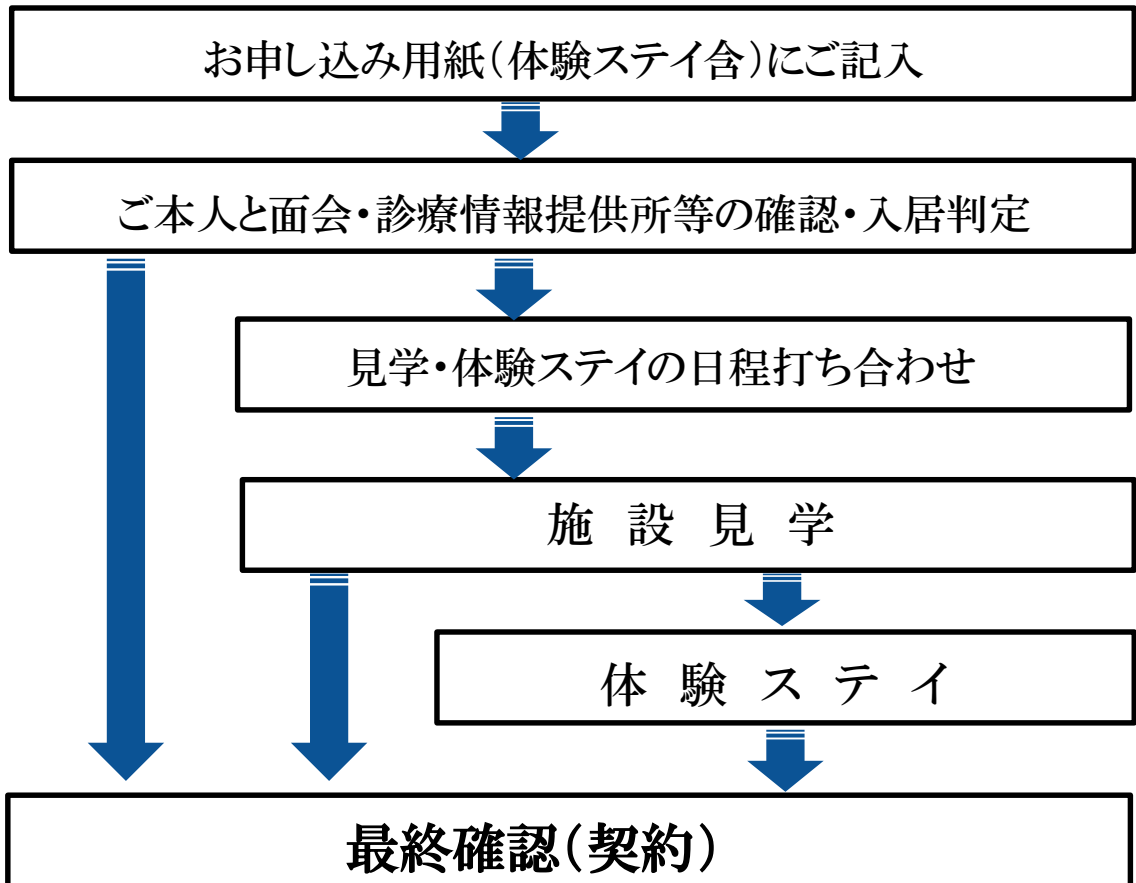 お申し込み用紙(体験ステイ含)にご記入
ご本人と面会・診療情報提供所等の確認・入居判定
見学・体験ステイの日程打ち合わせ
施 設 見 学
体 験 ス テ イ
最終確認(契約)